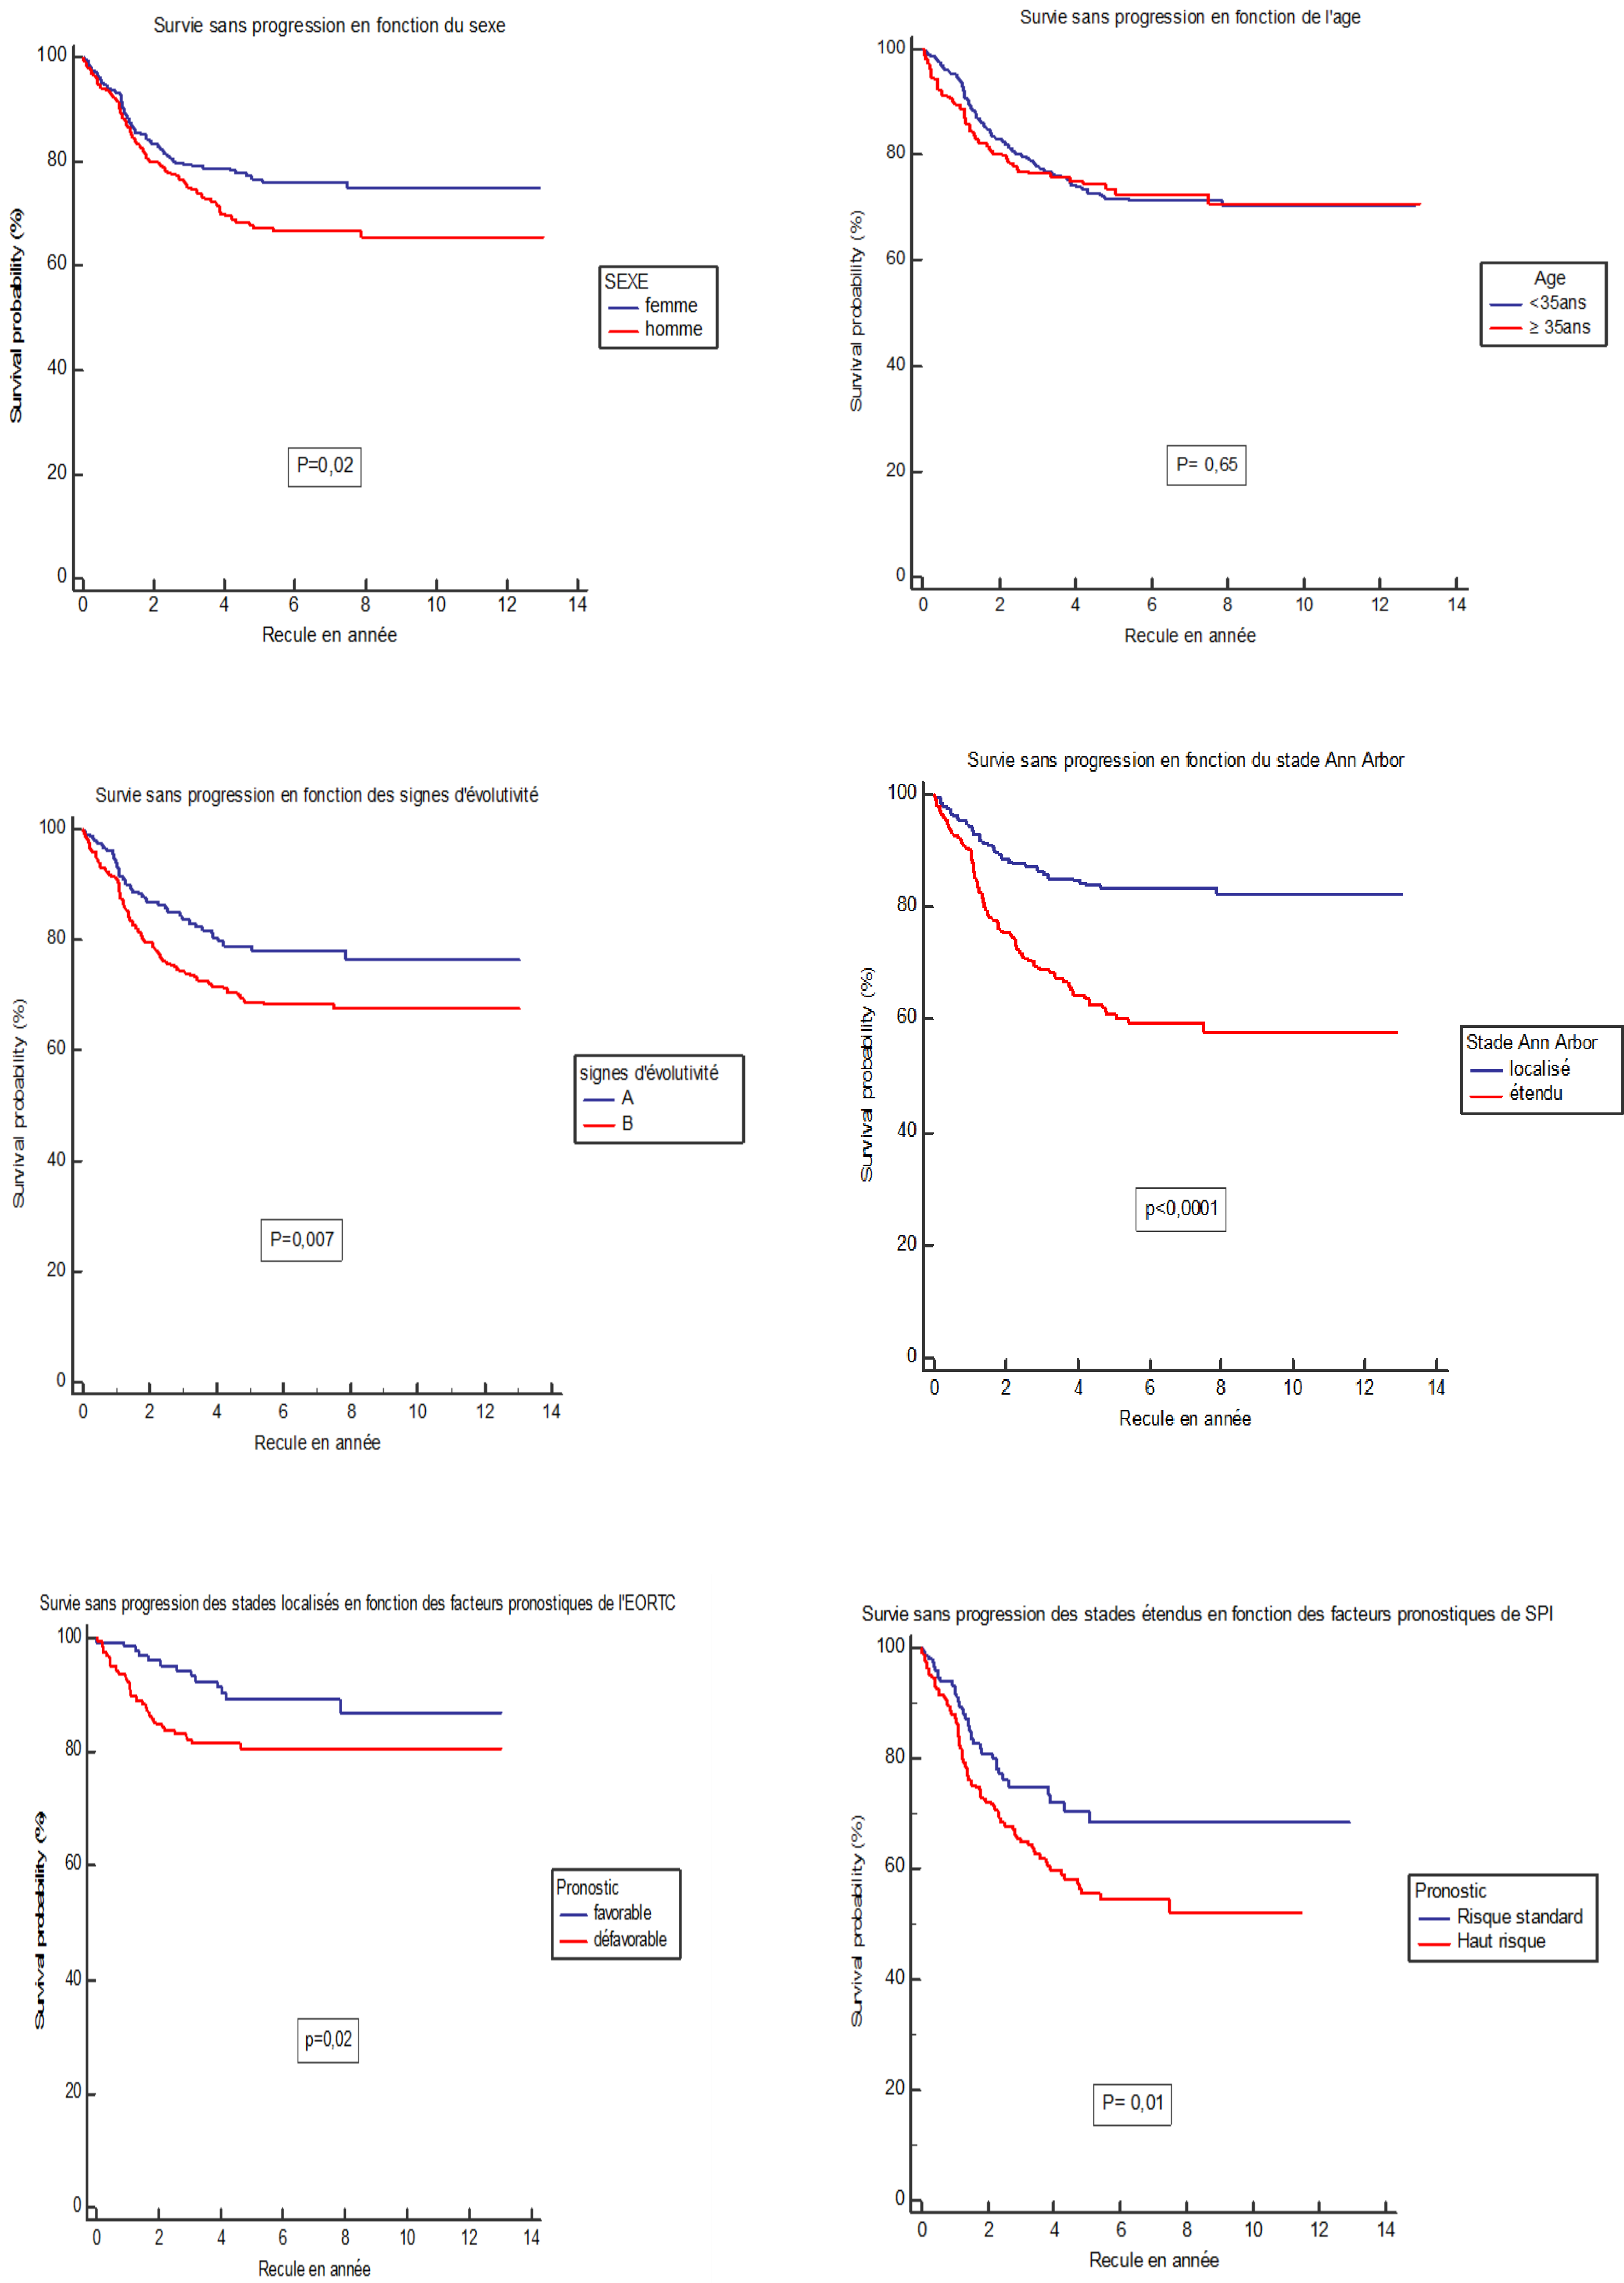 Survie sans progression en fonction du sexe
100
80
60
40
20
0
Survival probability (%)
0 2 4 6 8 10 12 14
Recule en année
SEXE
femme
homme
P=0,02
Survie sans progression en fonction de l'age
100
80
60
40
20
0
Survival probability (%)
0 2 4 6 8 10 12 14
Recule en année
Age
<35ans
≥ 35ans
P= 0,65
Survie sans progression en fonction des signes d'évolutivité
100
80
60
40
20
0
Survival probability (%)
0 2 4 6 8 10 12 14
Recule en année
signes d'évolutivité
A
B
P=0,007
Survie sans progression en fonction du stade Ann Arbor
100
80
60
40
20
0
Survival probability (%)
0 2 4 6 8 10 12 14
Recule en année
Stade Ann Arbor
localisé
étendu
p<0,0001
Survie sans progression des stades localisés en fonction des facteurs pronostiques de l'EORTC
100
80
60
40
20
0
Survival probability (%)
0 2 4 6 8 10 12 14
Recule en année
Pronostic
favorable
défavorable
p=0,02
Survie sans progression des stades étendus en fonction des facteurs pronostiques de SPI
100
80
60
40
20
0
Survival probability (%)
0 2 4 6 8 10 12 14
Recule en année
Pronostic
Risque standard
Haut risque
P= 0,01